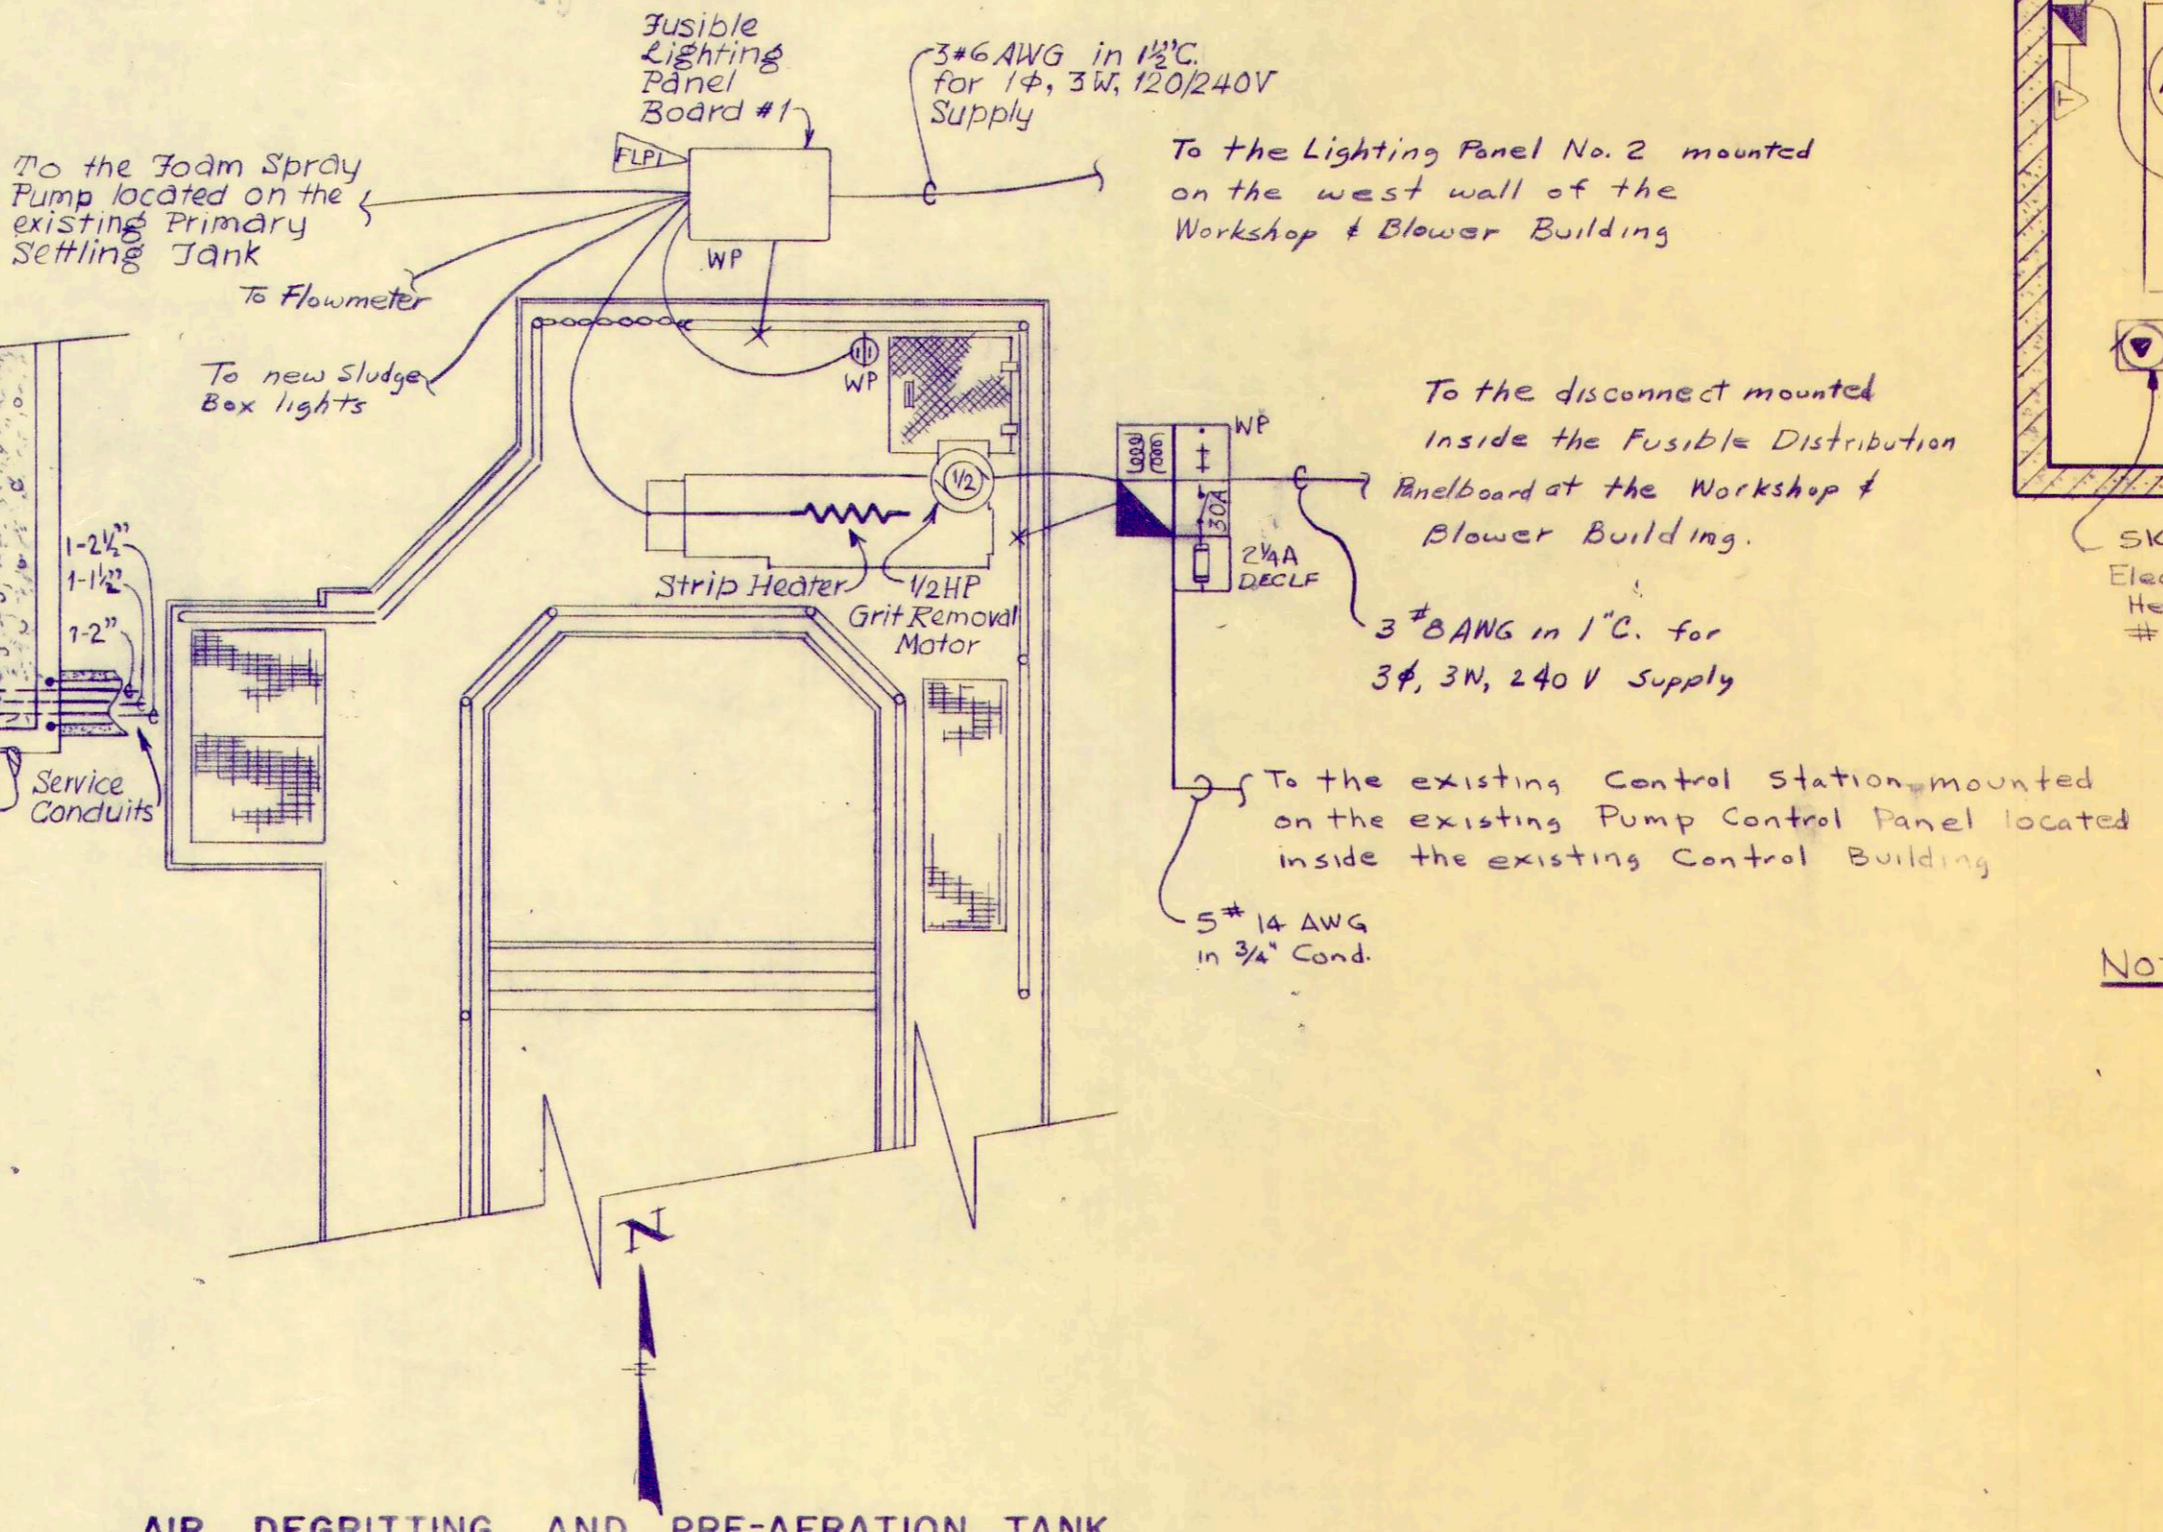 Fusible
Lighting
Panel
Board #1
3#6 AWG in 1½"C.
for 1ϕ, 3W, 120/240V
Supply
To the Lighting Panel No. 2 mounted
on the west wall of the
Workshop & Blower Building
FLP1
To the Foam Spray
Pump located on the
existing Primary
Settling Tank
WP
To Flowmeter
To new Sludge
Box lights
WP
WP
To the disconnect mounted
inside the Fusible Distribution
Panelboard at the Workshop &
Blower Building.
1/2
30A
2¼A
DECLF
Strip Heater
1/2HP
Grit Removal
Motor
3 #8 AWG in 1"C. for
3ϕ, 3W, 240 V Supply
1-2½"
1-1½"
1-2"
Service
Conduits
To the existing Control Station mounted
on the existing Pump Control Panel located
inside the existing Control Building
5 # 14 AWG
in ¾" Cond.
T
#
N
AIR DEGRITTING AND PRE-AERATION TANK